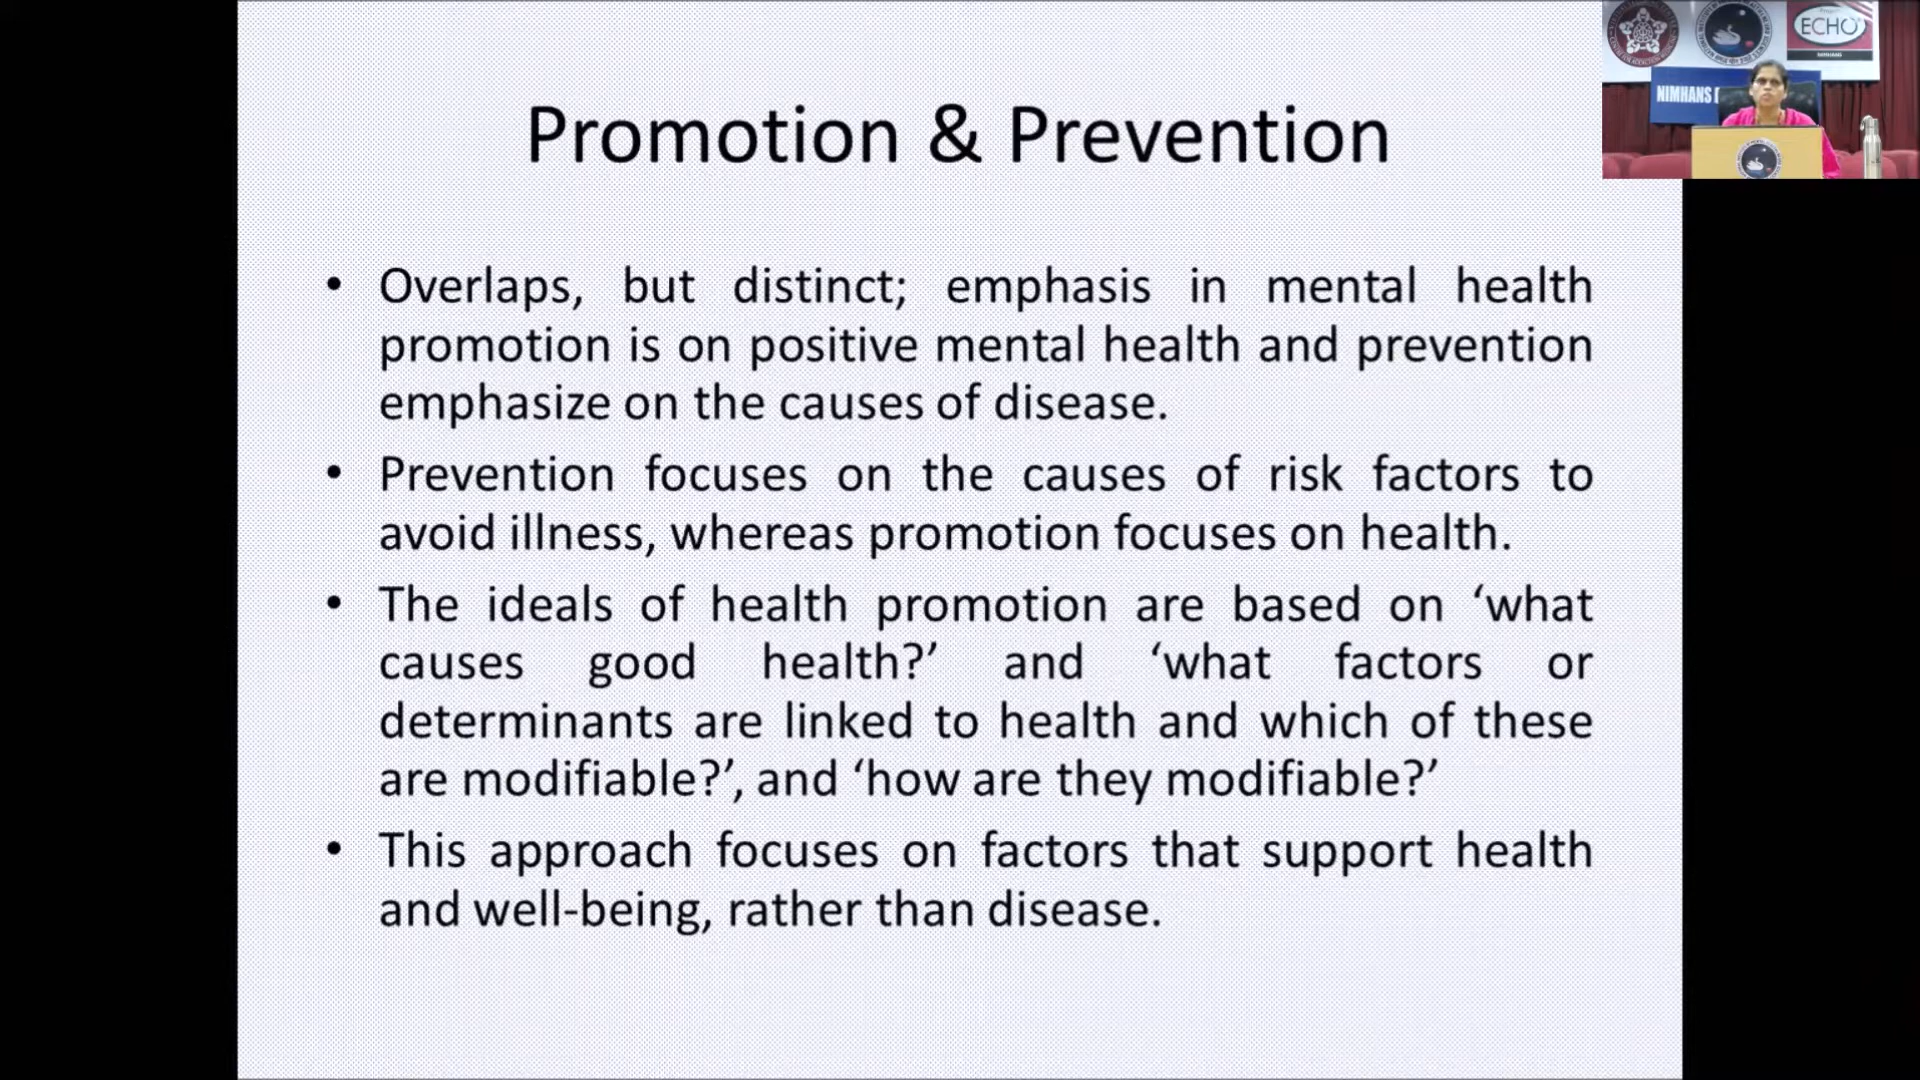 Promotion & Prevention
• Overlaps, but distinct; emphasis in mental health
promotion is on positive mental health and prevention
emphasize on the causes of disease.
• Prevention focuses on the causes of risk factors to
avoid illness, whereas promotion focuses on health.
• The ideals of health promotion are based on ‘what
causes good health?’ and ‘what factors or
determinants are linked to health and which of these
are modifiable?’, and ‘how are they modifiable?’
• This approach focuses on factors that support health
and well-being, rather than disease.
ECHO
NIMHANS